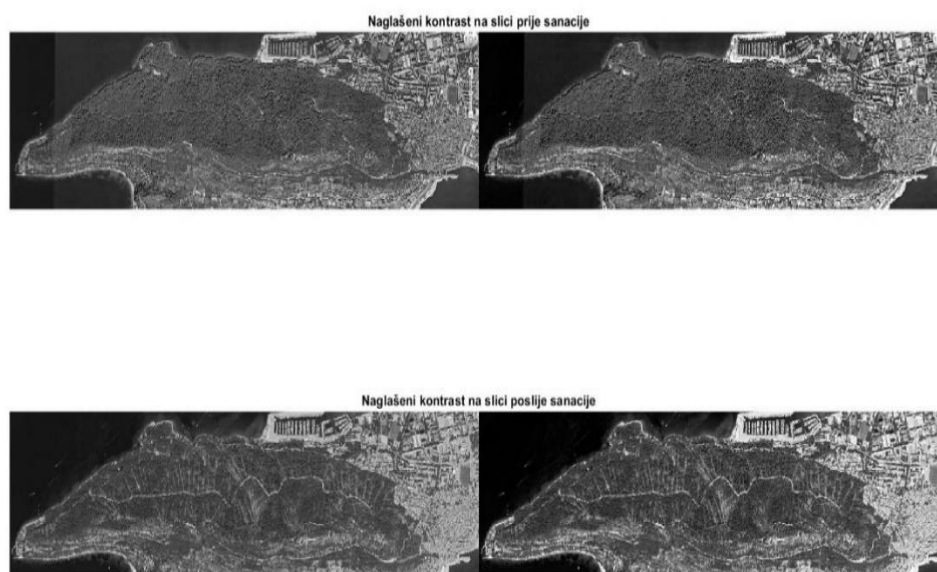 Naglašeni kontrast na slici prije sanacije
Naglašeni kontrast na slici poslije sanacije